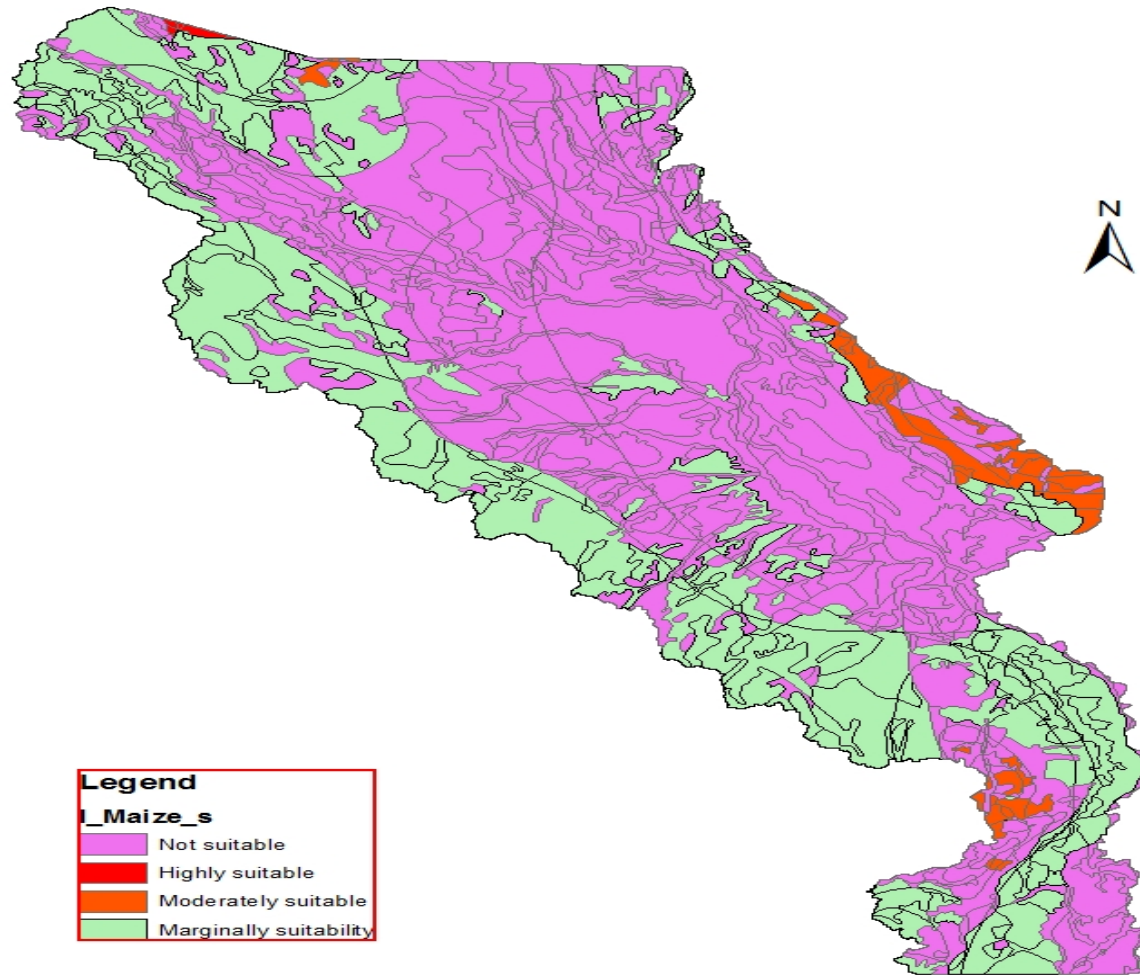 N
Legend
l_Maize_s
Not suitable
Highly suitable
Moderately suitable
Marginally suitability